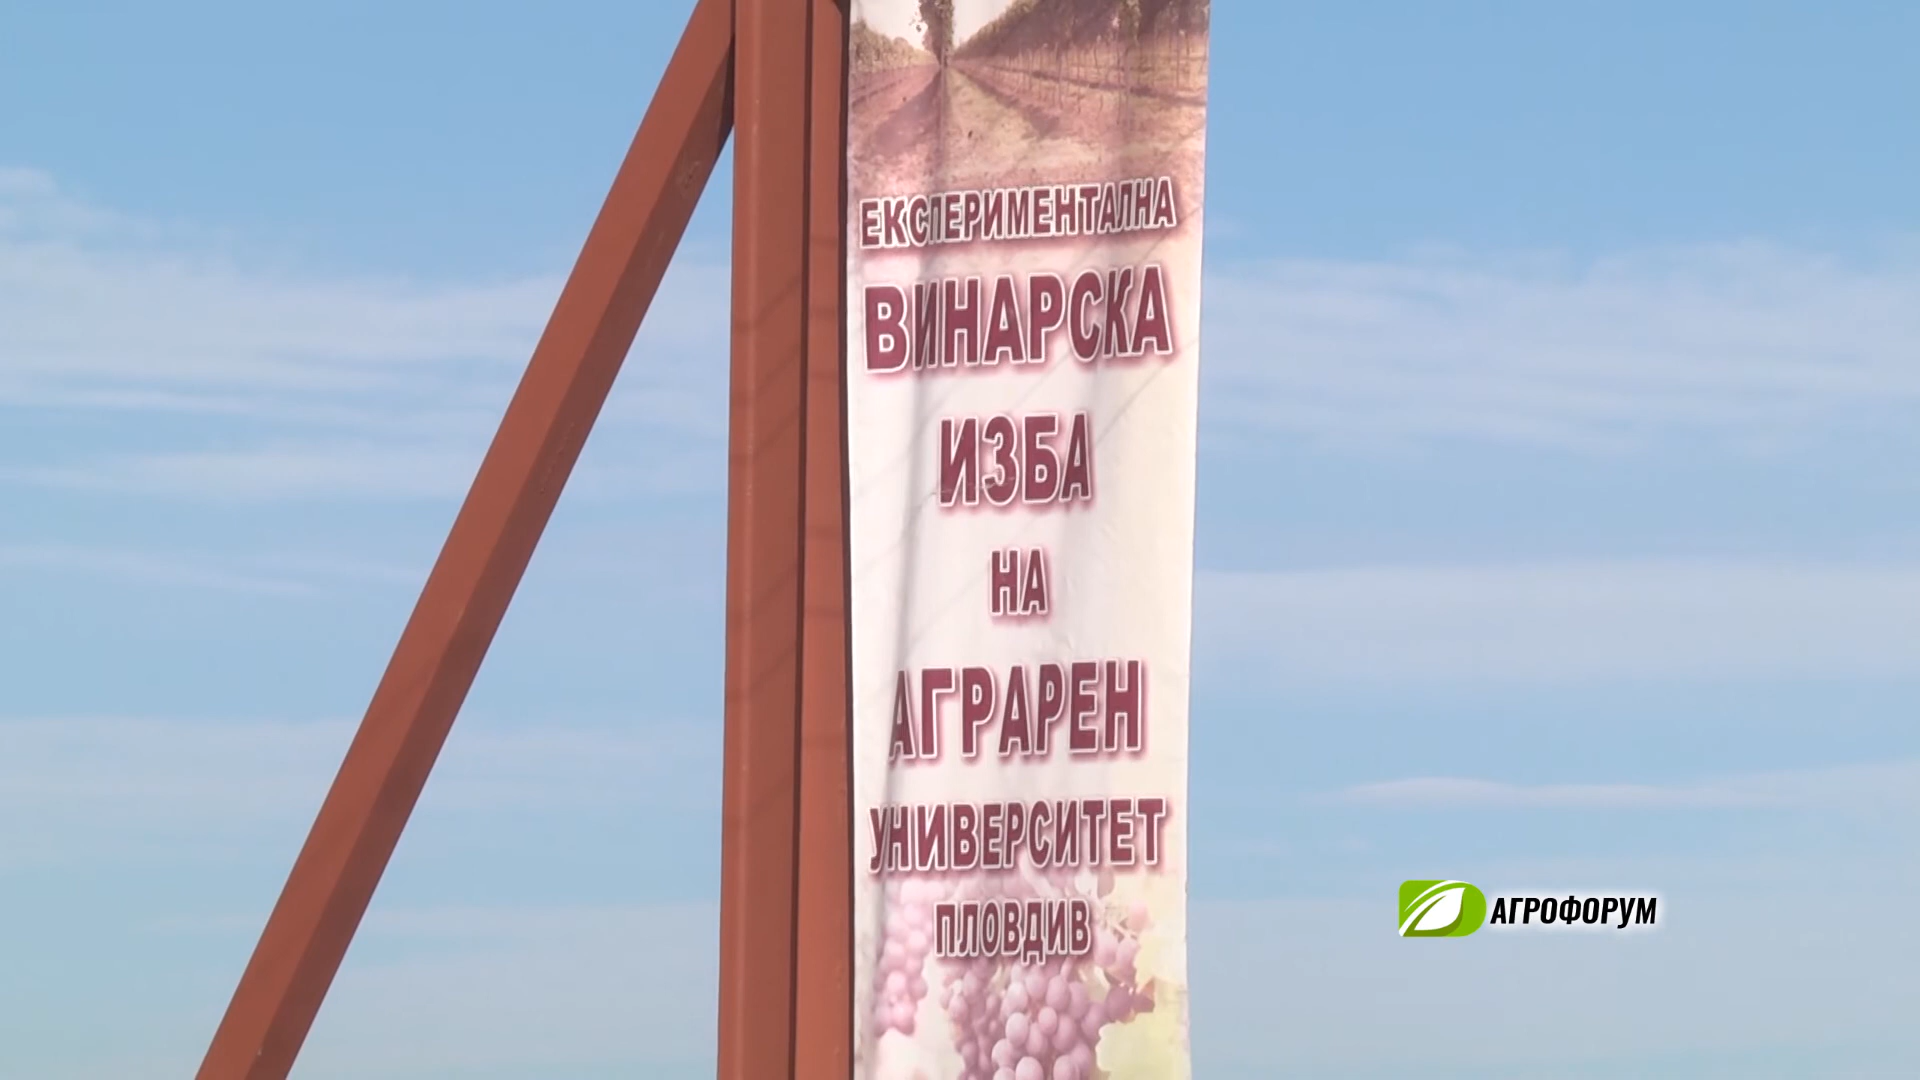 ЕКСПЕРИМЕНТАЛНА
ВИНАРСКА
ИЗБА
НА
АГРАРЕН
УНИВЕРСИТЕТ
ПЛОВДИВ
АГРОФОРУМ